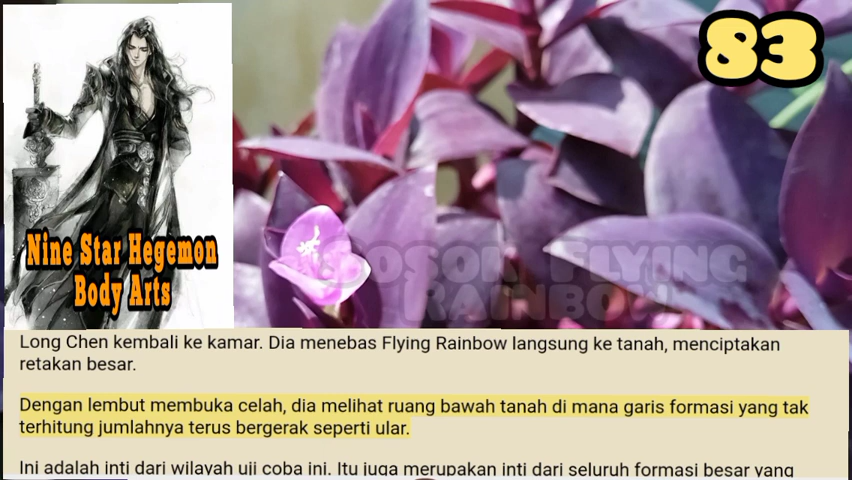 83
Nine Star Hegemon
Body Arts
Sosok Flying
Rainbow
Long Chen kembali ke kamar. Dia menebas Flying Rainbow langsung ke tanah, menciptakan
retakan besar.
Dengan lembut membuka celah, dia melihat ruang bawah tanah di mana garis formasi yang tak
terhitung jumlahnya terus bergerak seperti ular.
Ini adalah inti dari wilayah uji coba ini. Itu juga merupakan inti dari seluruh formasi besar yang